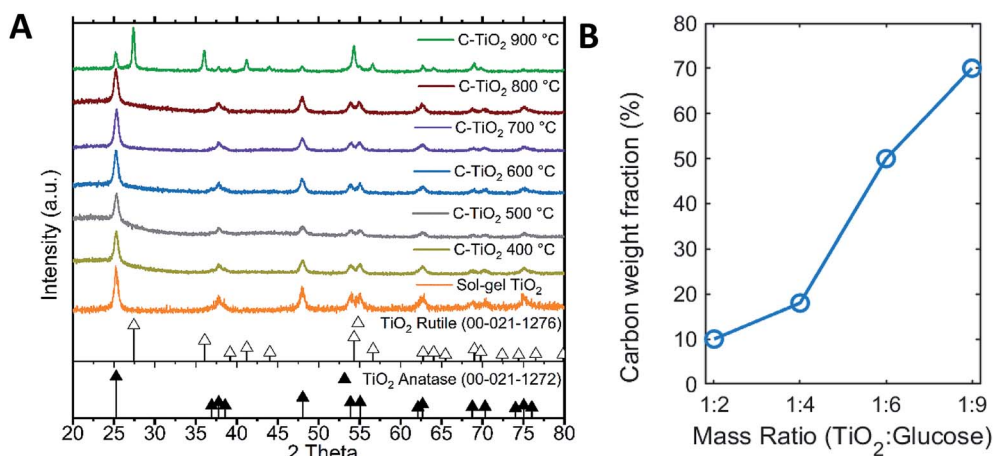 A
Intensity (a.u.)
C-TiO₂ 900 °C
C-TiO₂ 800 °C
C-TiO₂ 700 °C
C-TiO₂ 600 °C
C-TiO₂ 500 °C
C-TiO₂ 400 °C
Sol-gel TiO₂
TiO₂ Rutile (00-021-1276)
TiO₂ Anatase (00-021-1272)
20 25 30 35 40 45 50 55 60 65 70 75 80
2 Theta
B
Carbon weight fraction (%)
80
70
60
50
40
30
20
10
0
1:2 1:4 1:6 1:9
Mass Ratio (TiO₂:Glucose)